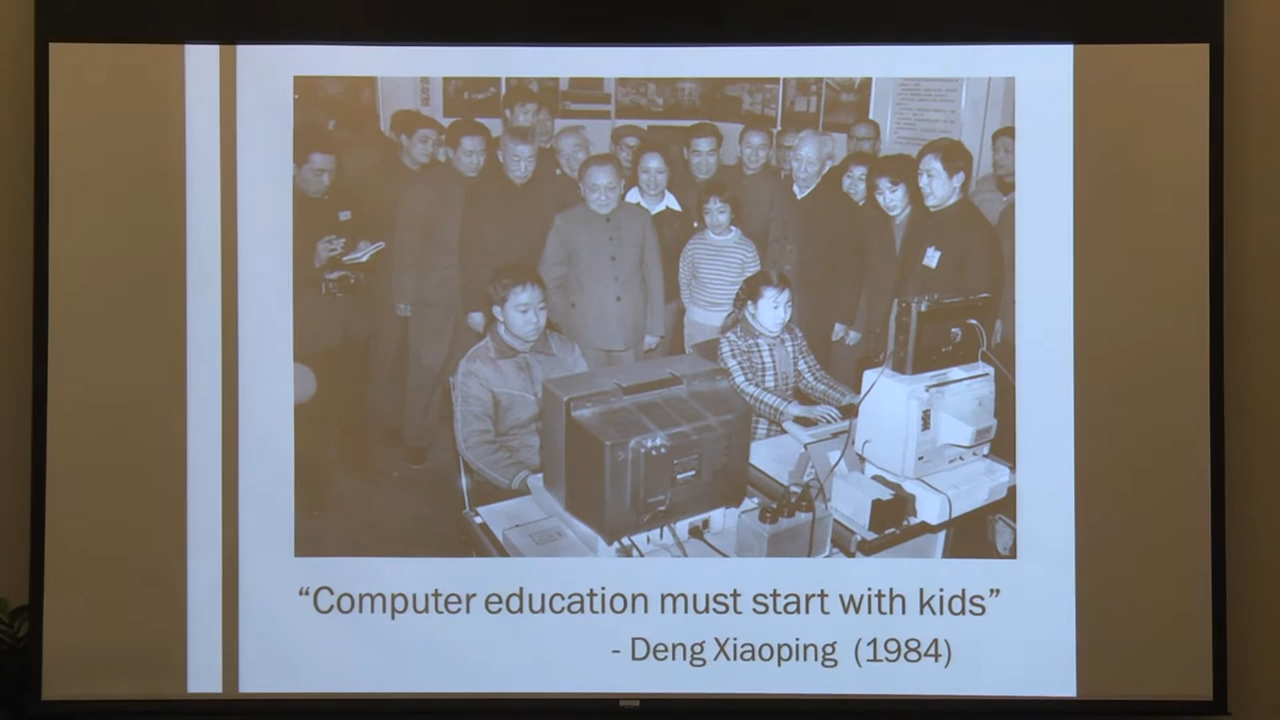 “Computer education must start with kids”
- Deng Xiaoping (1984)